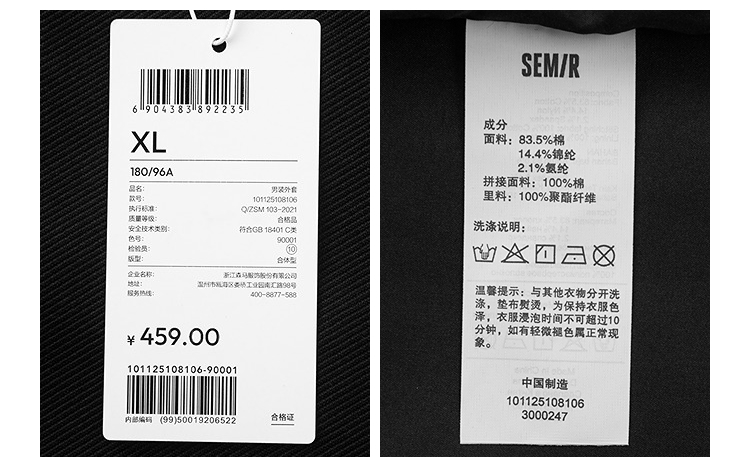 6 904383 892235
XL
180/96A
品名: 男装外套
款号: 101125108106
执行标准: Q/ZSM 103-2021
质量等级: 合格品
安全技术类别: 符合GB 18401 C类
色号: 90001
检验员: 10
版型: 合体型
企业名称: 浙江森马服饰股份有限公司
地址: 温州市瓯海区娄桥工业园南汇路98号
服务热线: 400-8877-588
¥ 459.00
101125108106-90001
内部编码 (99)50019206522
合格证
SEMIR
成分
面料: 83.5%棉
14.4%锦纶
2.1%氨纶
拼接面料: 100%棉
里料: 100%聚酯纤维
洗涤说明:
温馨提示: 与其他衣物分开洗
涤, 垫布熨烫, 为保持衣服色
泽, 衣服浸泡时间不可超过10
分钟, 如有轻微褪色属正常现
象。
中国制造
101125108106
3000247